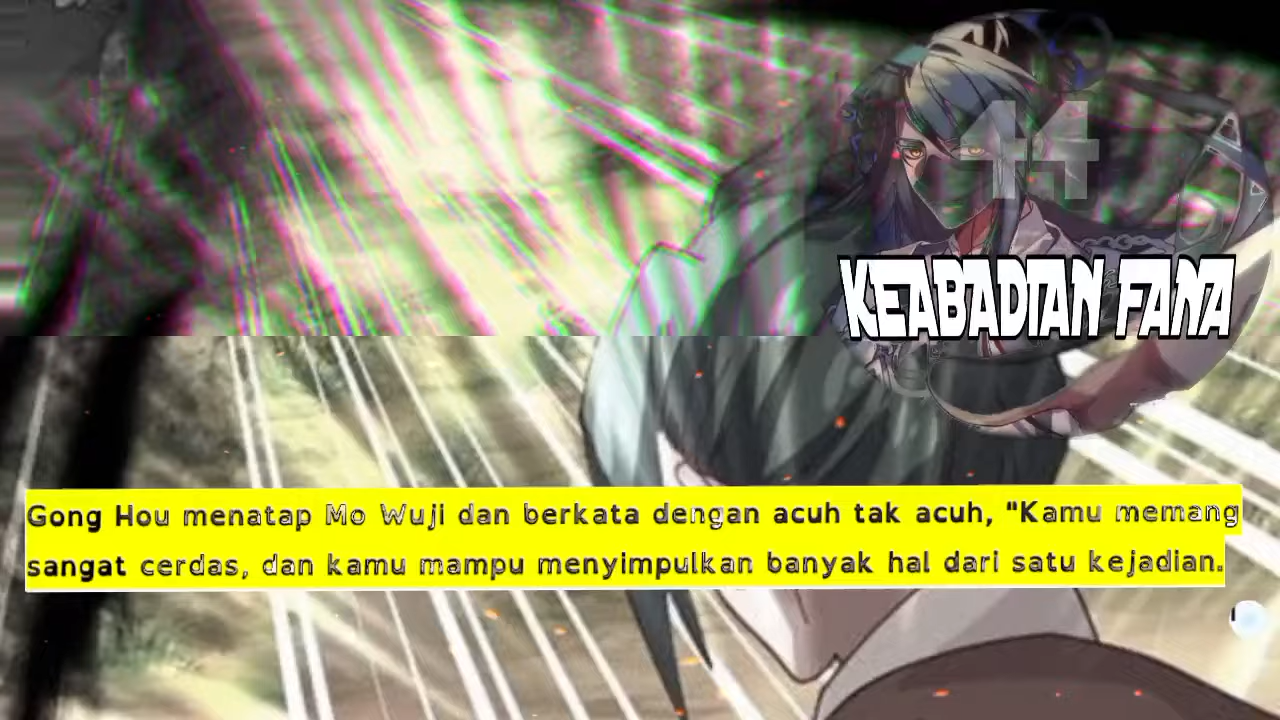 44
KEABADIAN FANA
Gong Hou menatap Mo Wuji dan berkata dengan acuh tak acuh, "Kamu memang
sangat cerdas, dan kamu mampu menyimpulkan banyak hal dari satu kejadian.